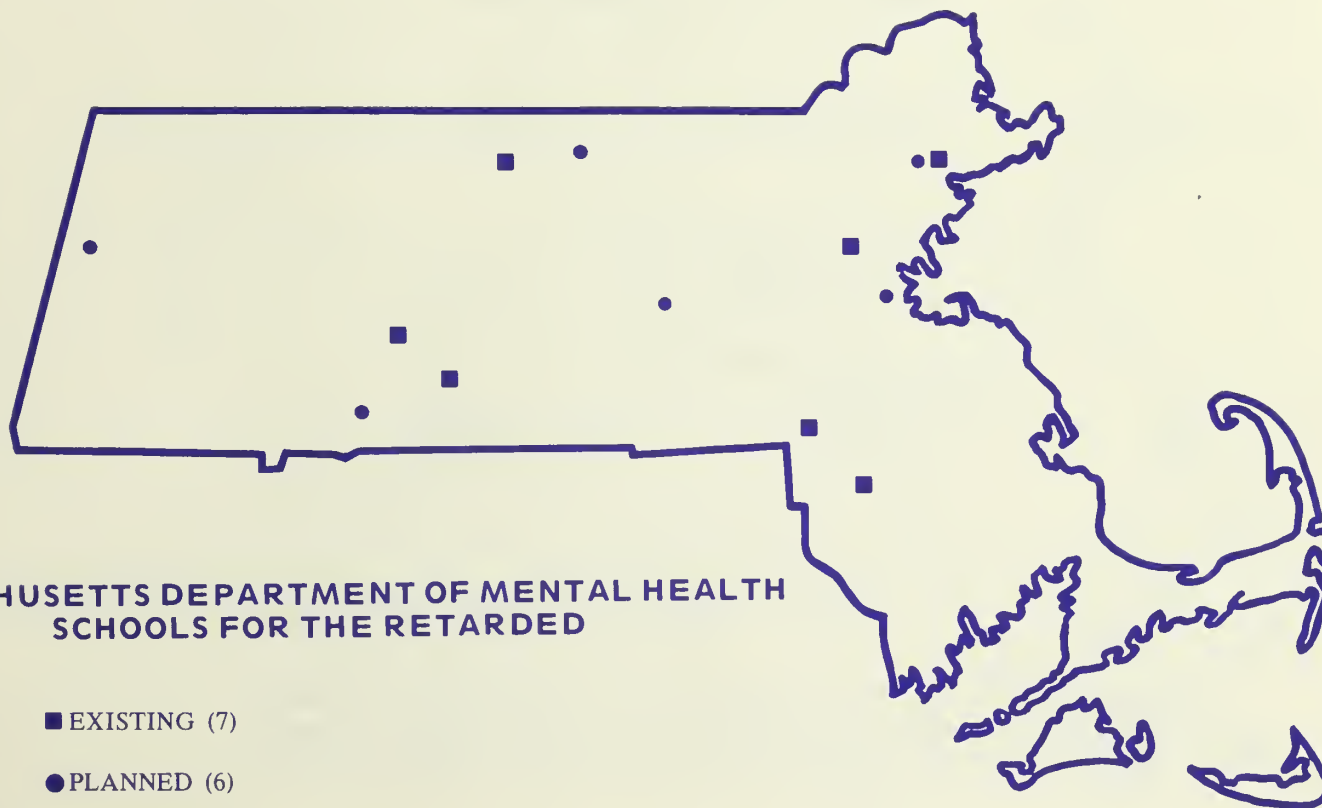 HUSETTS DEPARTMENT OF MENTAL HEALTH
SCHOOLS FOR THE RETARDED
EXISTING (7)
PLANNED (6)